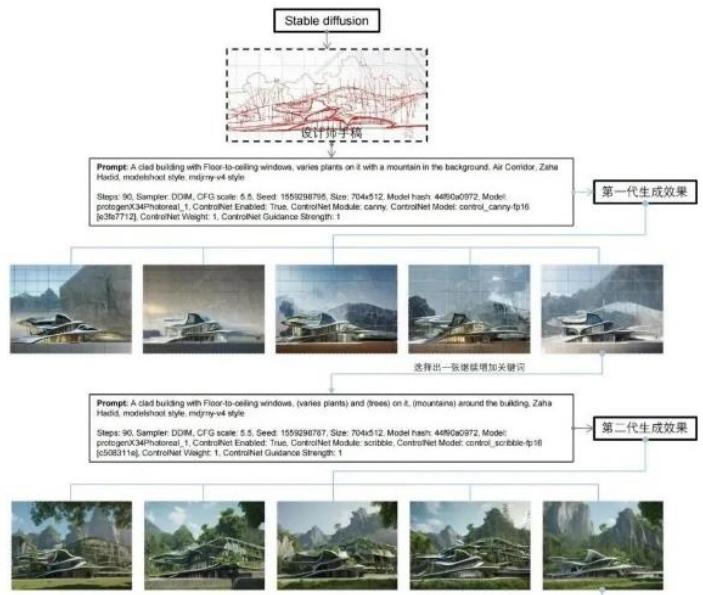 Stable diffusion
设计师手稿
Prompt: A clad building with Floor-to-ceiling windows, varies plants on it with a mountain in the background, Air Corridor, Zaha
Hadid, modelshoot style, mdjrny-v4 style
Steps: 90, Sampler: DDIM, CFG scale: 5.5, Seed: 1559298795, Size: 704x512, Model hash: 44f90a0972, Model:
protogenX34Photoreal_1, ControlNet Enabled: True, ControlNet Module: canny, ControlNet Model: control_canny-fp16
[e3fe7712], ControlNet Weight: 1, ControlNet Guidance Strength: 1
第一代生成效果
选择出一张继续增加关键词
Prompt: A clad building with Floor-to-ceiling windows, (varies plants) and (trees) on it, (mountains) around the building, Zaha
Hadid, modelshoot style, mdjrny-v4 style
Steps: 90, Sampler: DDIM, CFG scale: 5.5, Seed: 1559298787, Size: 704x512, Model hash: 44f90a0972, Model:
protogenX34Photoreal_1, ControlNet Enabled: True, ControlNet Module: scribble, ControlNet Model: control_scribble-fp16
[c508311e], ControlNet Weight: 1, ControlNet Guidance Strength: 1
第二代生成效果